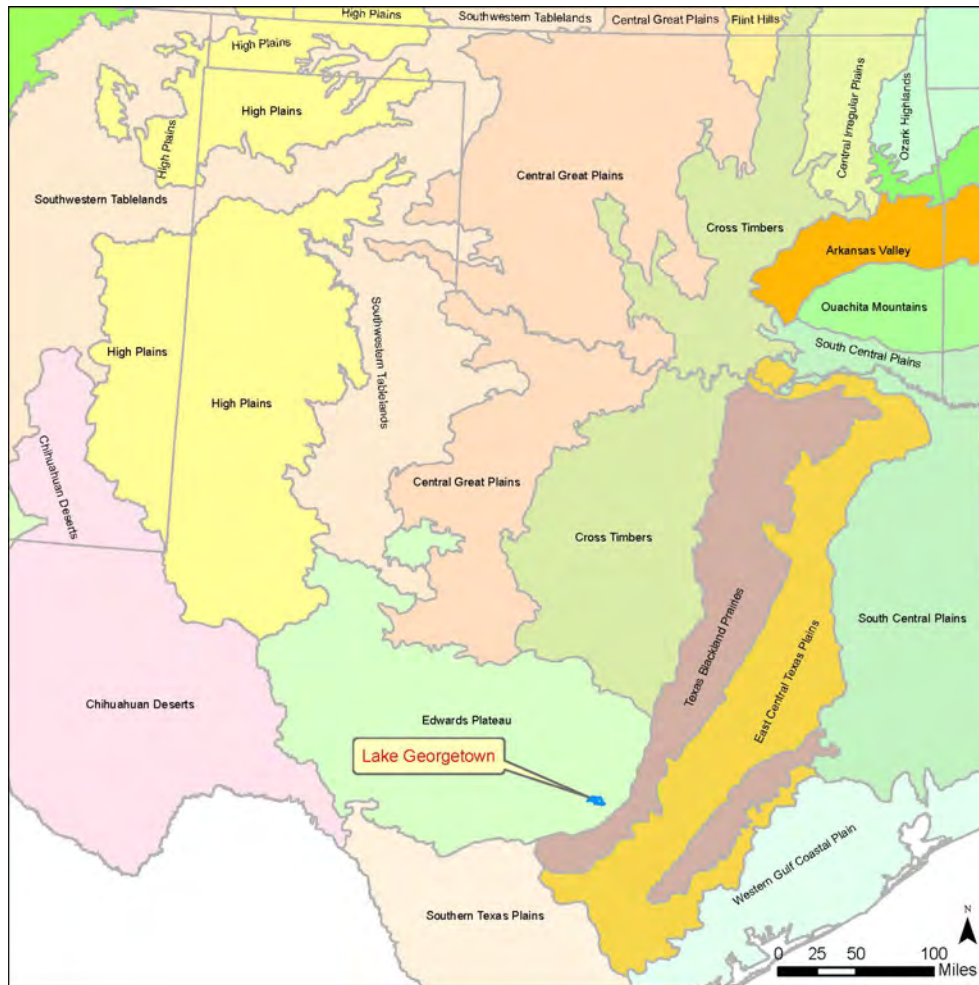 High Plains
Southwestern Tablelands
Central Great Plains
Flint Hills
High Plains
High Plains
High Plains
Central Irregular Plains
Ozark Highlands
Southwestern Tablelands
Central Great Plains
Cross Timbers
Arkansas Valley
Ouachita Mountains
South Central Plains
High Plains
Southwestern Tablelands
High Plains
Chihuahuan Deserts
Central Great Plains
Cross Timbers
Texas Blackland Prairies
East Central Texas Plains
South Central Plains
Chihuahuan Deserts
Edwards Plateau
Lake Georgetown
Western Gulf Coastal Plain
Southern Texas Plains
N
0 25 50 100
Miles